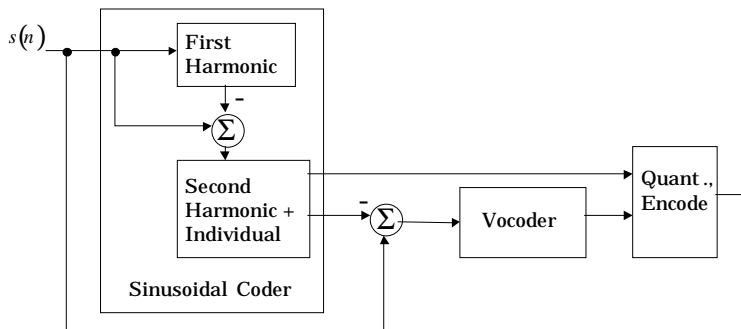 s(n)
First
Harmonic
-
Σ
Second
Harmonic +
Individual
-
Σ
Vocoder
Quant.,
Encode
Sinusoidal Coder